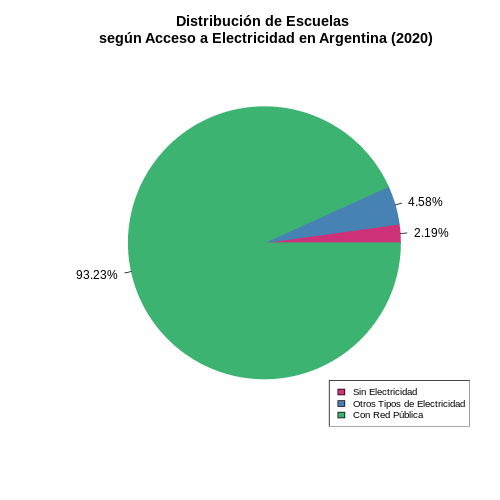 Distribución de Escuelas
según Acceso a Electricidad en Argentina (2020)
4.58%
2.19%
93.23%
Sin Electricidad
Otros Tipos de Electricidad
Con Red Pública